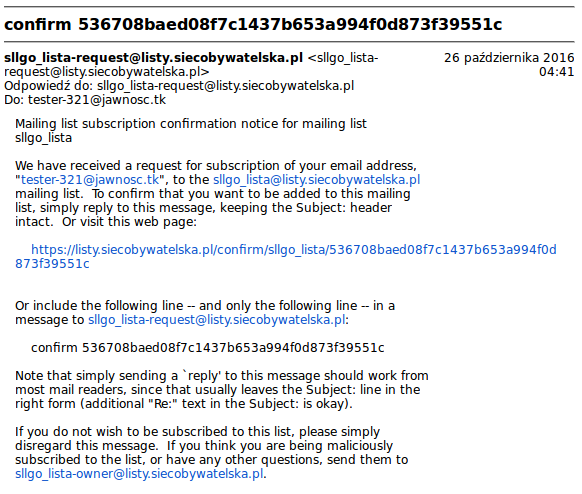 confirm 536708baed08f7c1437b653a994f0d873f39551c
sllgo_lista-request@listy.siecobywatelska.pl <sllgo_lista-
request@listy.siecobywatelska.pl>
26 października 2016
04:41
Odpowiedź do: sllgo_lista-request@listy.siecobywatelska.pl
Do: tester-321@jawnosc.tk
Mailing list subscription confirmation notice for mailing list
sllgo_lista
We have received a request for subscription of your email address,
"tester-321@jawnosc.tk", to the sllgo_lista@listy.siecobywatelska.pl
mailing list.  To confirm that you want to be added to this mailing
list, simply reply to this message, keeping the Subject: header
intact.  Or visit this web page:
https://listy.siecobywatelska.pl/confirm/sllgo_lista/536708baed08f7c1437b653a994f0d
873f39551c
Or include the following line -- and only the following line -- in a
message to sllgo_lista-request@listy.siecobywatelska.pl:
confirm 536708baed08f7c1437b653a994f0d873f39551c
Note that simply sending a `reply' to this message should work from
most mail readers, since that usually leaves the Subject: line in the
right form (additional "Re:" text in the Subject: is okay).
If you do not wish to be subscribed to this list, please simply
disregard this message.  If you think you are being maliciously
subscribed to the list, or have any other questions, send them to
sllgo_lista-owner@listy.siecobywatelska.pl.